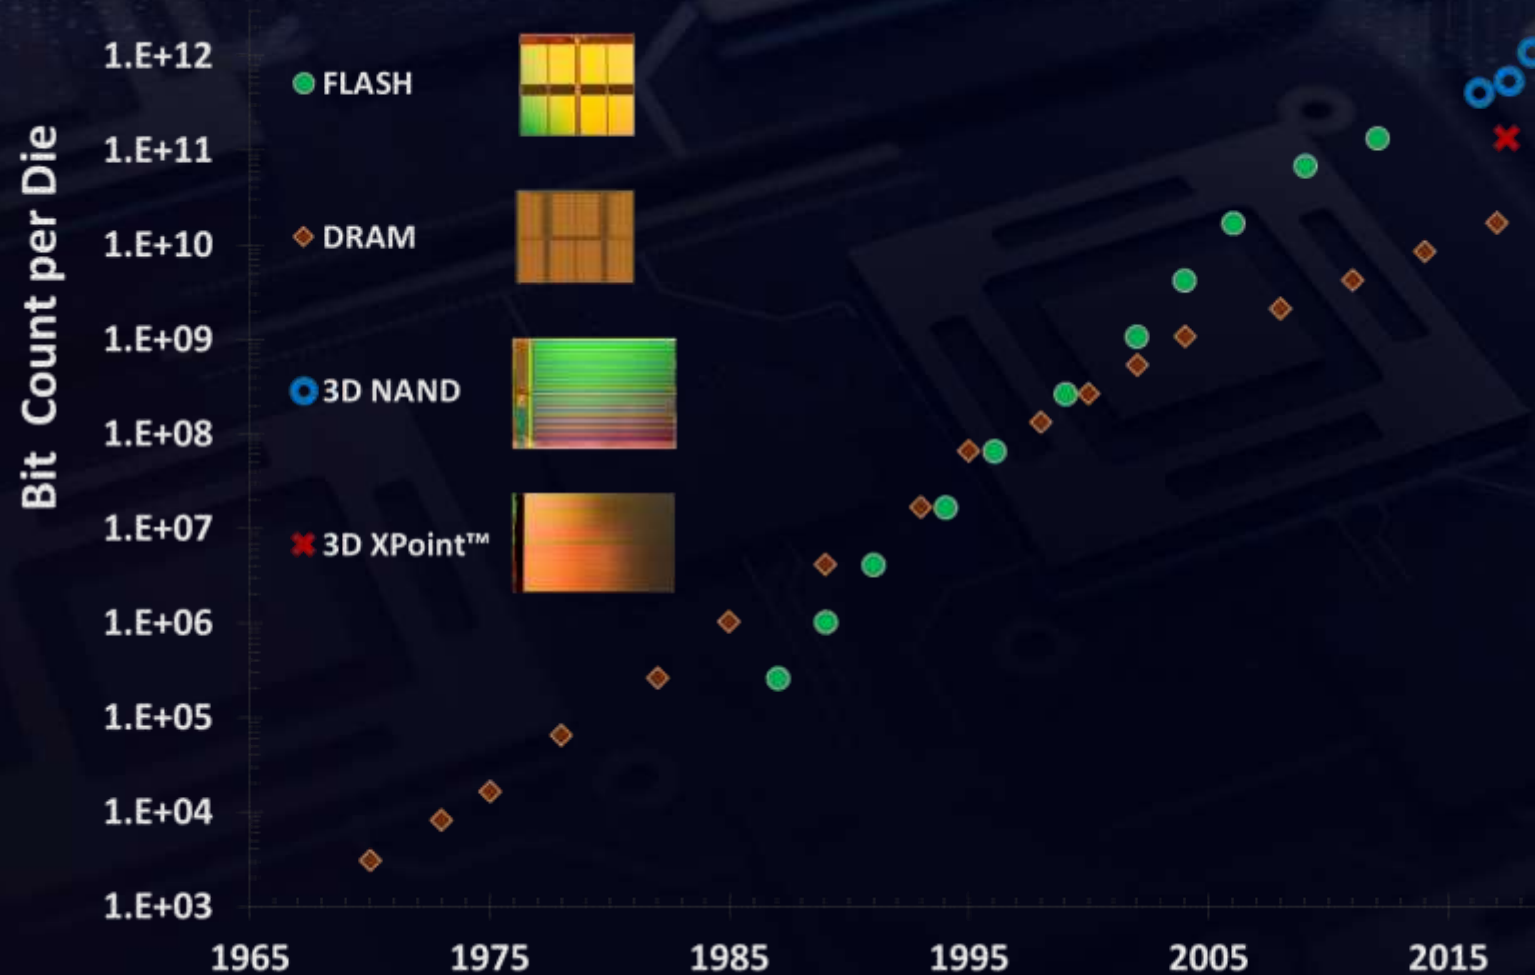 Bit Count per Die
1.E+12
1.E+11
1.E+10
1.E+09
1.E+08
1.E+07
1.E+06
1.E+05
1.E+04
1.E+03
FLASH
DRAM
3D NAND
3D XPoint™
1965 1975 1985 1995 2005 2015